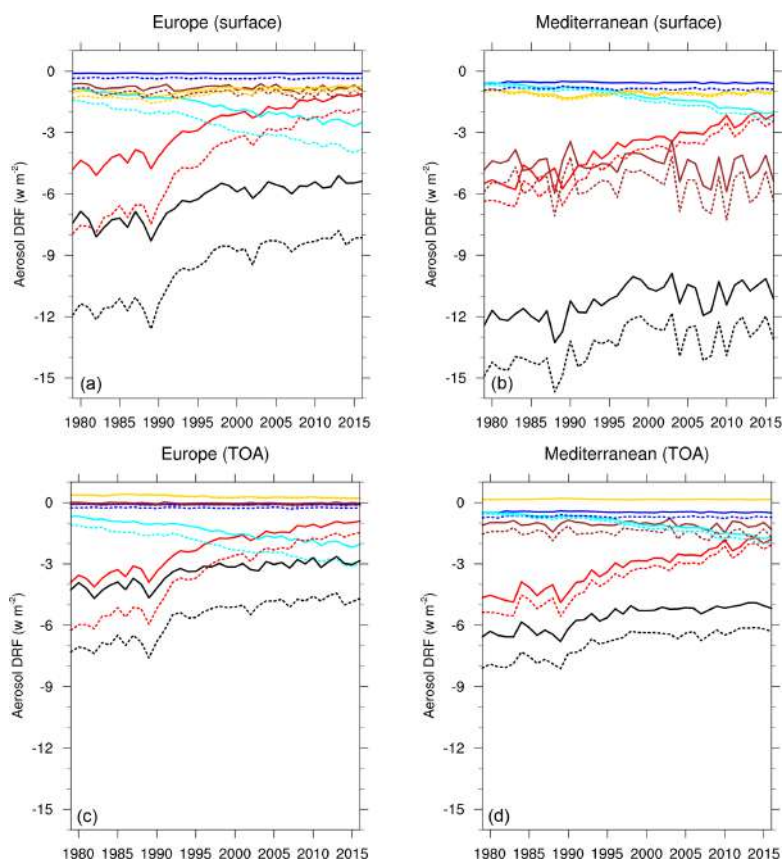 Europe (surface)
Mediterranean (surface)
Aerosol DRF (w m-2)
0
-3
-6
-9
-12
-15
(a)
1980 1985 1990 1995 2000 2005 2010 2015
Aerosol DRF (w m-2)
0
-3
-6
-9
-12
-15
(b)
1980 1985 1990 1995 2000 2005 2010 2015
Europe (TOA)
Mediterranean (TOA)
Aerosol DRF (w m-2)
0
-3
-6
-9
-12
-15
(c)
1980 1985 1990 1995 2000 2005 2010 2015
Aerosol DRF (w m-2)
0
-3
-6
-9
-12
-15
(d)
1980 1985 1990 1995 2000 2005 2010 2015